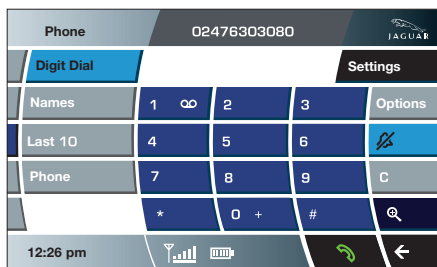 Phone 02476303080 JAGUAR
Digit Dial Settings
Names 1 2 3 Options
Last 10 4 5 6
Phone 7 8 9 C
* 0 + #
12:26 pm